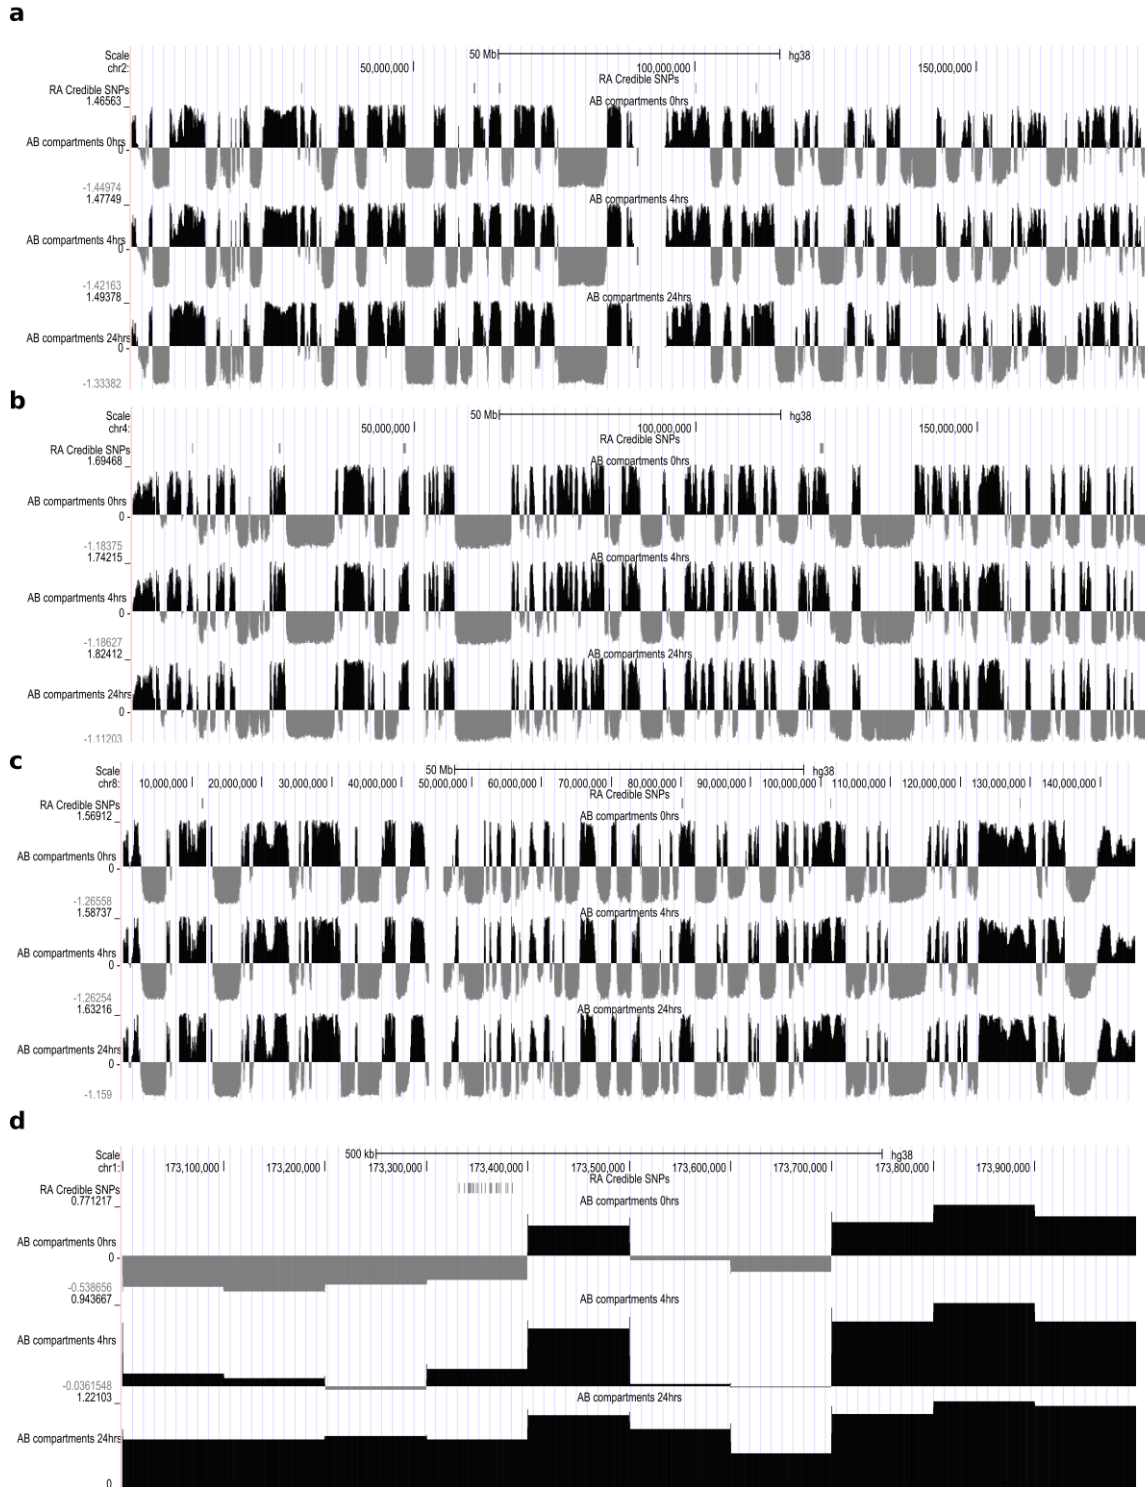 a
Scale
50 Mb
hg38
chr2:
50,000,000
100,000,000
150,000,000
RA Credible SNPs
RA Credible SNPs
1.46563
AB compartments 0hrs
AB compartments 0hrs
0
-1.44974
1.47749
AB compartments 4hrs
AB compartments 4hrs
0
-1.42163
1.49378
AB compartments 24hrs
AB compartments 24hrs
0
-1.33382
b
Scale
50 Mb
hg38
chr4:
50,000,000
100,000,000
150,000,000
RA Credible SNPs
RA Credible SNPs
1.69468
AB compartments 0hrs
AB compartments 0hrs
0
-1.18375
1.74215
AB compartments 4hrs
AB compartments 4hrs
0
-1.18627
1.82412
AB compartments 24hrs
AB compartments 24hrs
0
-1.11203
c
Scale
50 Mb
hg38
chr8:
10,000,000
20,000,000
30,000,000
40,000,000
50,000,000
60,000,000
70,000,000
80,000,000
90,000,000
100,000,000
110,000,000
120,000,000
130,000,000
140,000,000
RA Credible SNPs
RA Credible SNPs
1.56912
AB compartments 0hrs
AB compartments 0hrs
0
-1.26558
1.58737
AB compartments 4hrs
AB compartments 4hrs
0
-1.26254
1.63216
AB compartments 24hrs
AB compartments 24hrs
0
-1.159
d
Scale
500 kb
hg38
chr1:
173,100,000
173,200,000
173,300,000
173,400,000
173,500,000
173,600,000
173,700,000
173,800,000
173,900,000
RA Credible SNPs
RA Credible SNPs
0.771217
AB compartments 0hrs
AB compartments 0hrs
0
-0.538656
0.943667
AB compartments 4hrs
AB compartments 4hrs
-0.0361548
1.22103
AB compartments 24hrs
AB compartments 24hrs
0